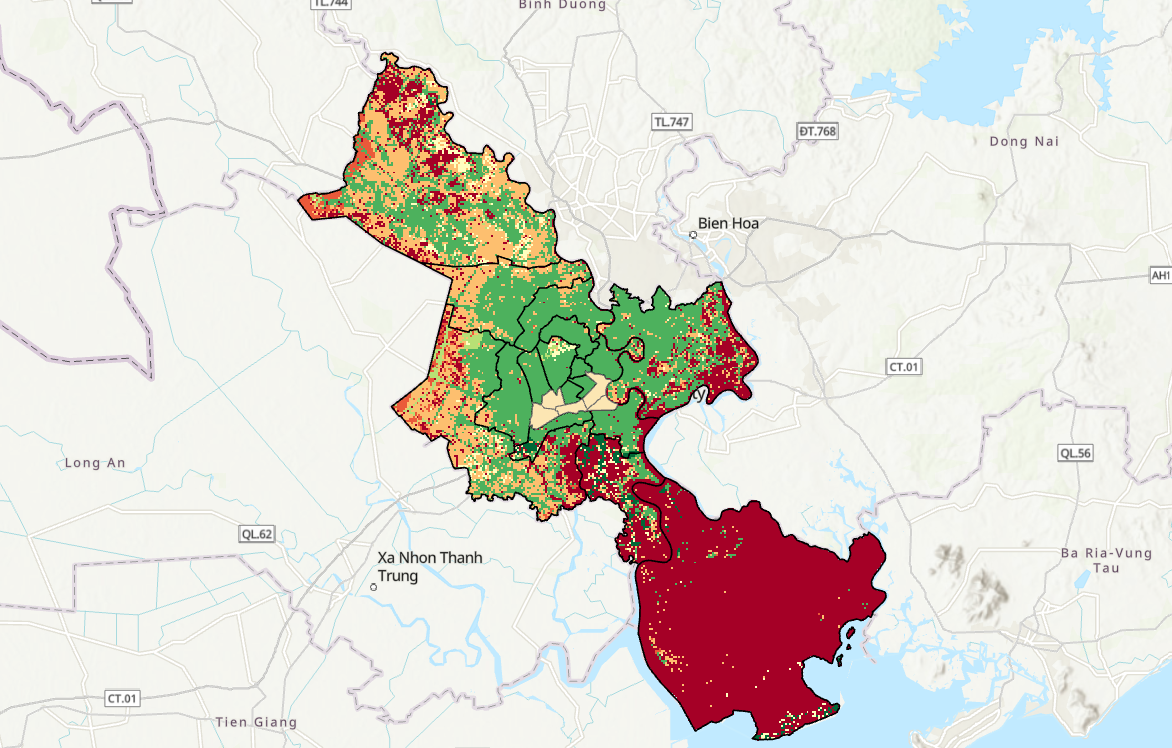 TL.744
Binh Duong
TL.747
ĐT.768
Dong Nai
Bien Hoa
AH1
CT.01
Long An
QL.56
QL.62
Xa Nhon Thanh
Trung
Ba Ria-Vung
Tau
CT.01
Tien Giang